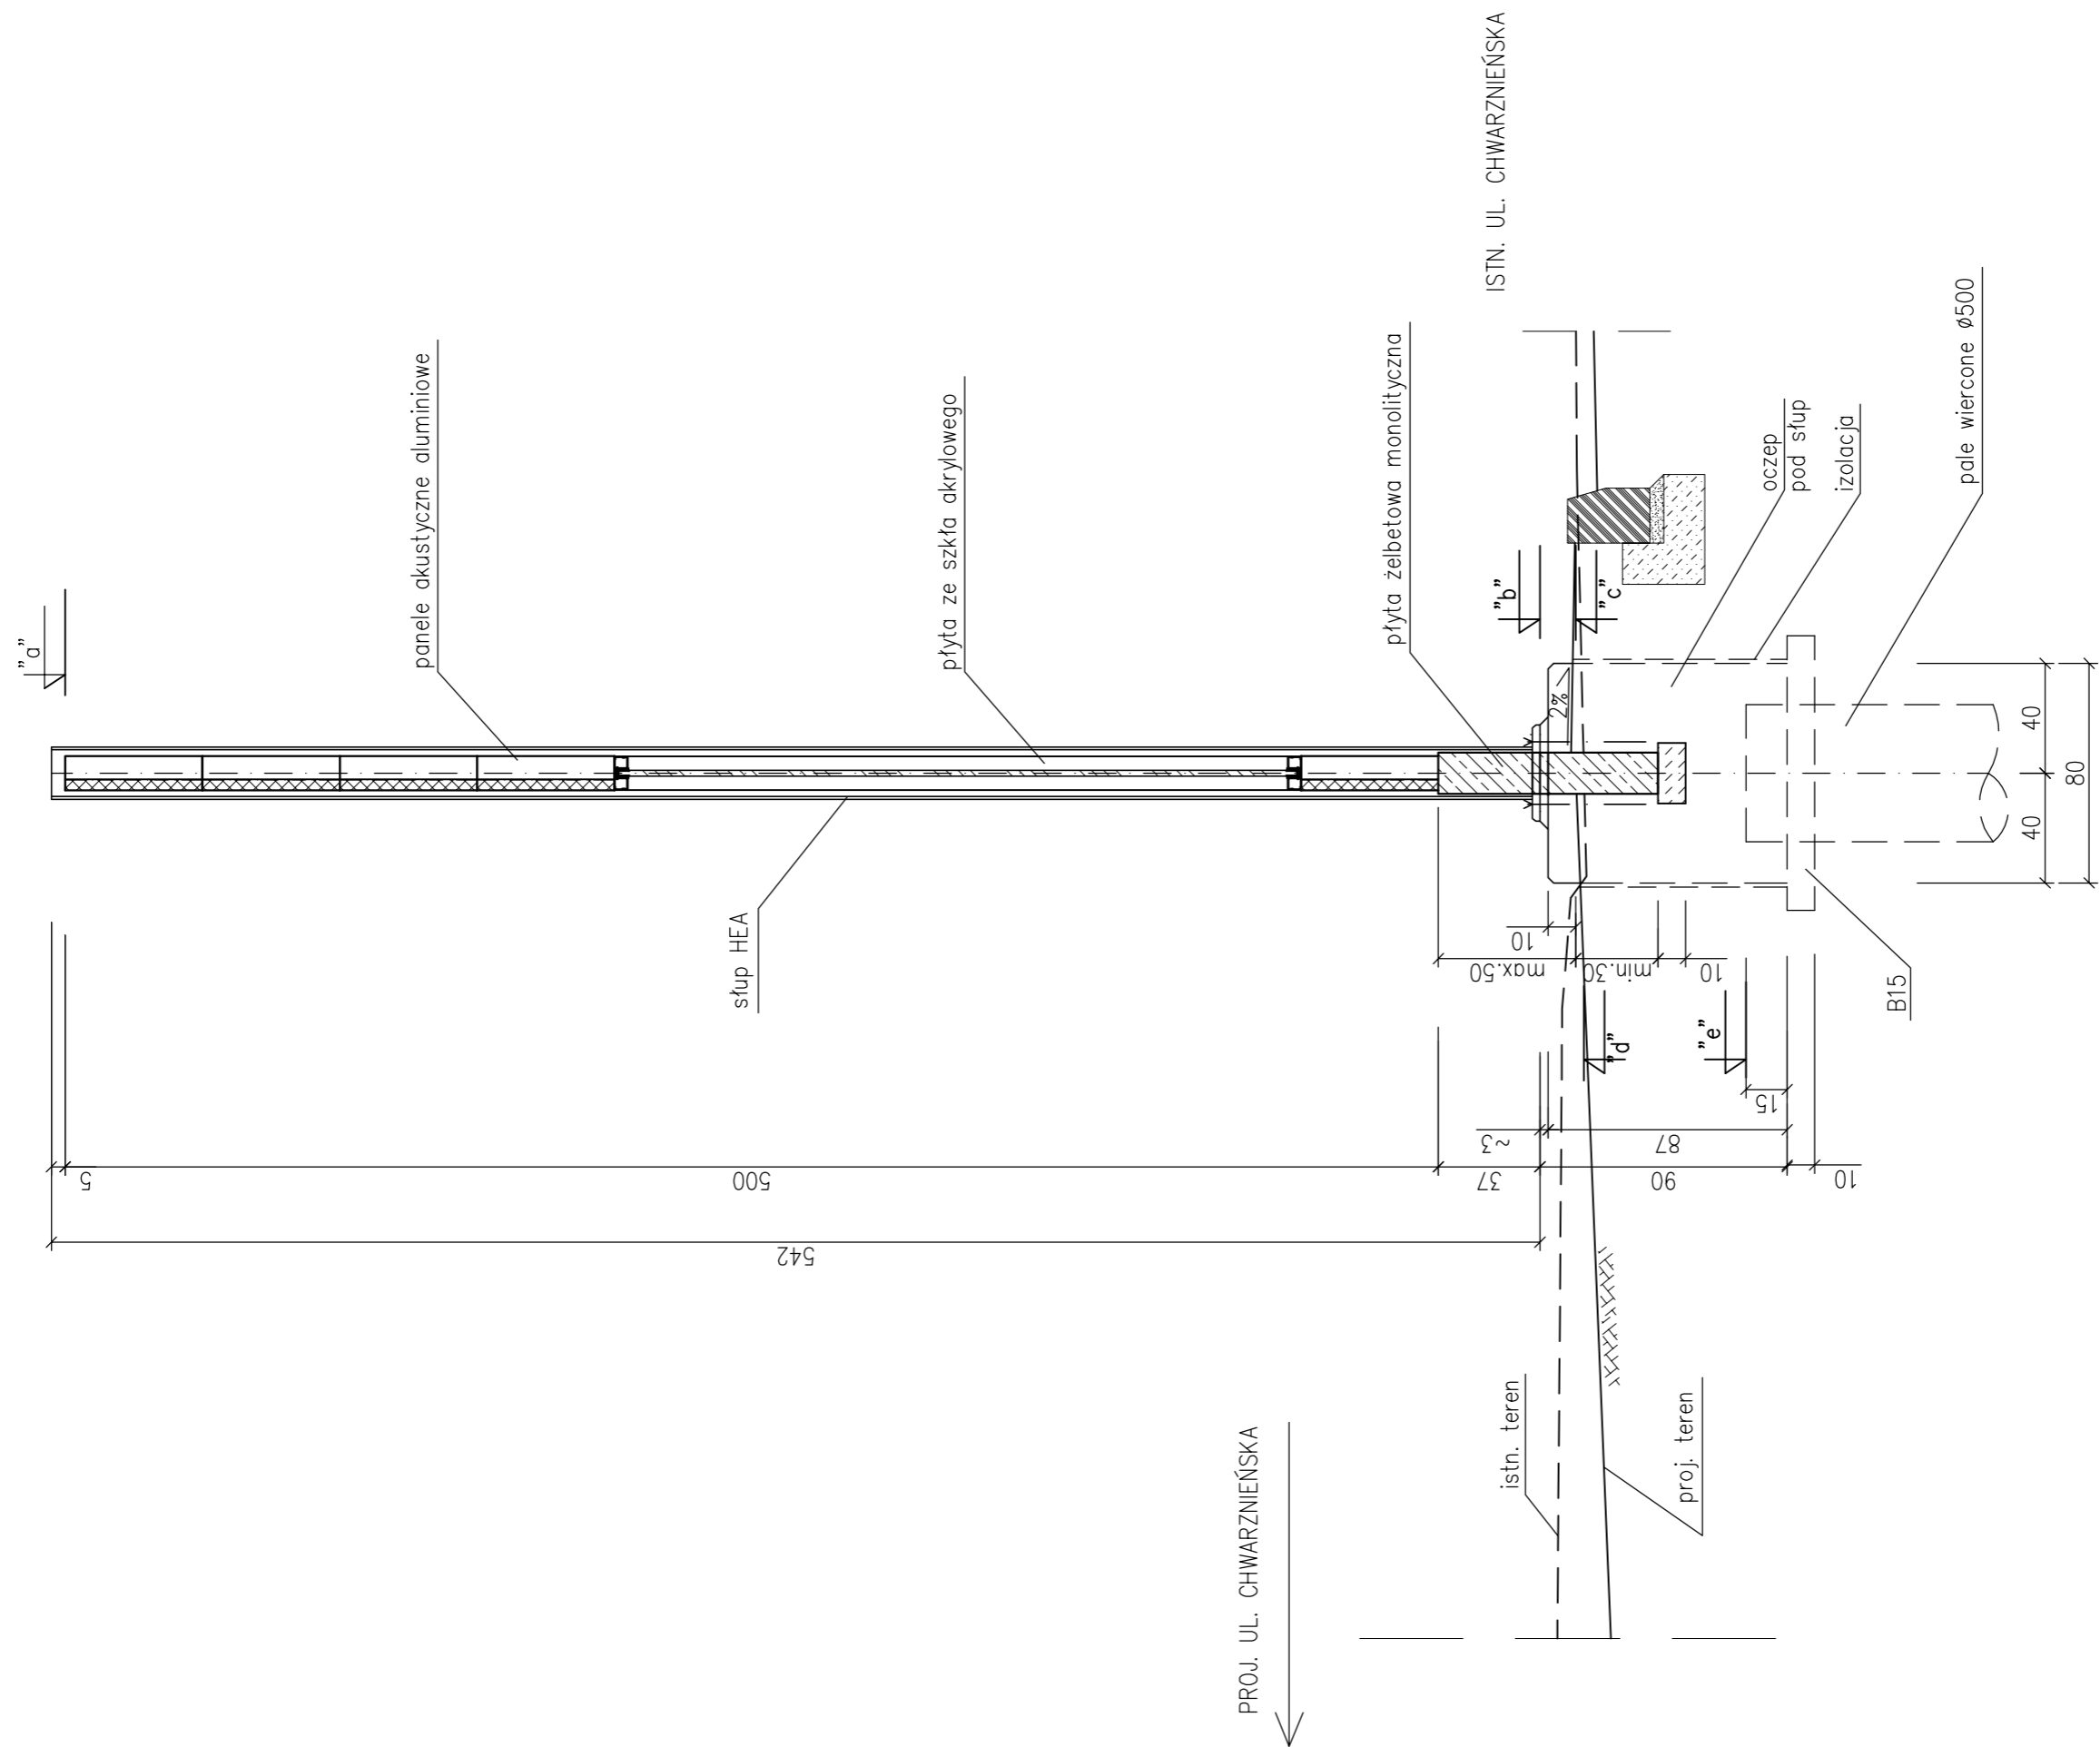 "a"
panele akustyczne aluminiowe
płyta ze szkła akrylowego
słup HEA
płyta żelbetowa monolityczna
ISTN. UL. CHWARZNIEŃSKA
"b"
"c"
2%
oczep
pod słup
izolacja
pale wiercone ø500
40
40
80
B15
10
max.50
min.30
10
"d"
"e"
15
~3
87
5
500
37
90
10
542
istn. teren
proj. teren
PROJ. UL. CHWARZNIEŃSKA